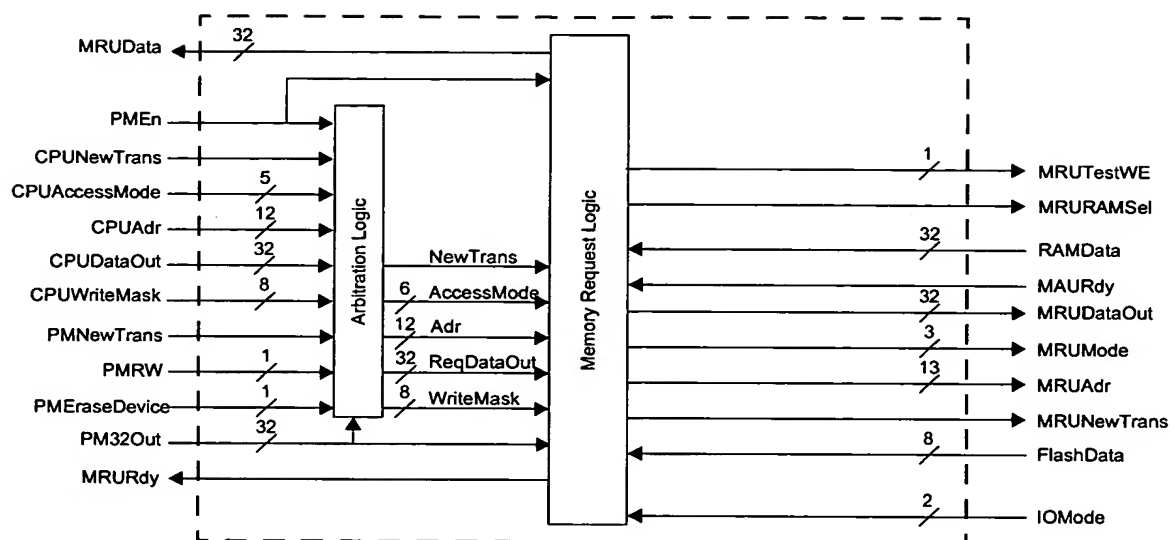 MRUData
32
PMEn
CPUNewTrans
CPUAccessMode
5
CPUAdr
12
CPUDataOut
32
CPUWriteMask
8
PMNewTrans
PMRW
1
PMEraseDevice
1
PM32Out
32
MRURdy
Arbitration Logic
NewTrans
6
AccessMode
12
Adr
32
ReqDataOut
8
WriteMask
Memory Request Logic
1
MRUTestWE
MRURAMSel
32
RAMData
MAURdy
32
MRUDataOut
3
MRUMode
13
MRUAdr
MRUNewTrans
8
FlashData
2
IOMode